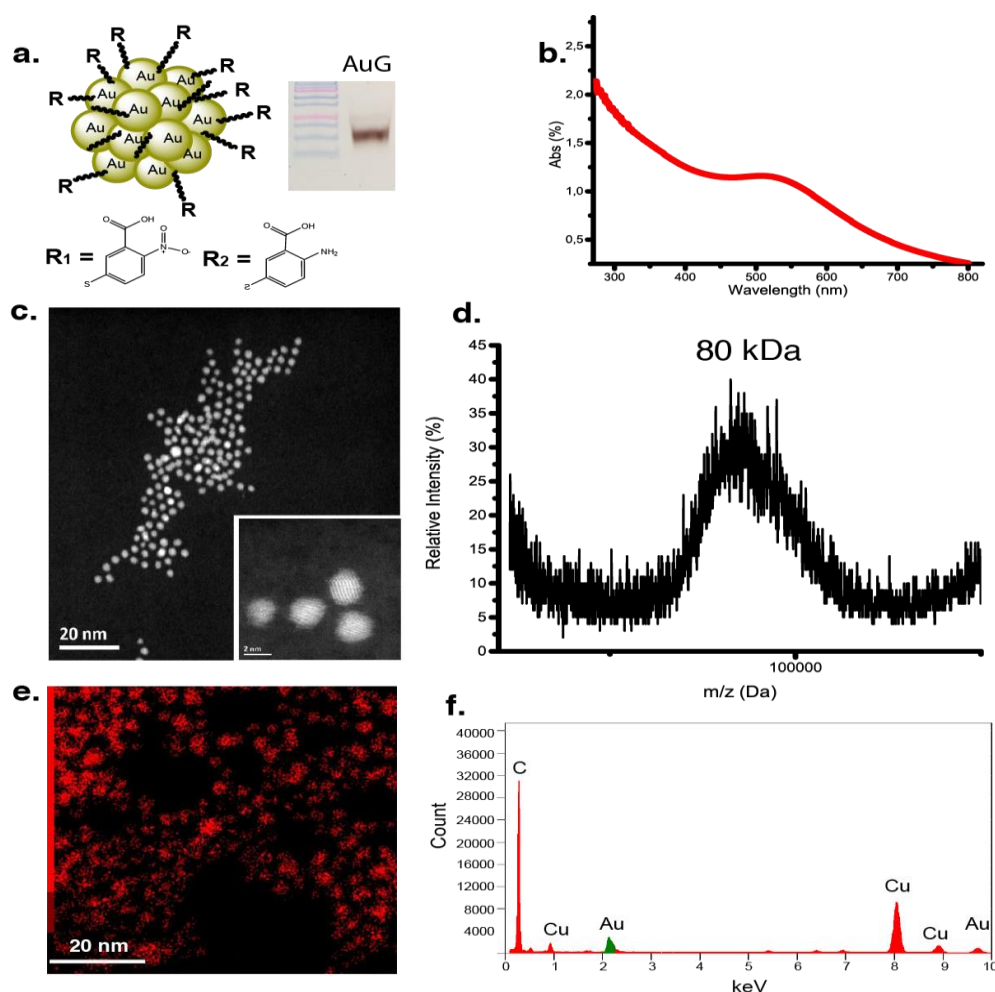 a.
AuG
R R R R R R R R R R R
Au Au Au Au Au Au Au Au Au Au Au Au
R1 =
O OH O N+ O- S
R2 =
O OH NH2 S
b.
Abs (%)
2,5
2,0
1,5
1,0
0,5
300 400 500 600 700 800
Wavelength (nm)
c.
20 nm
2 nm
d.
80 kDa
Relative Intensity (%)
45
40
35
30
25
20
15
10
5
0
100000
m/z (Da)
e.
20 nm
f.
Count
40000
36000
32000
28000
24000
20000
16000
12000
8000
4000
C
Cu
Au
Cu
Cu
Au
0 1 2 3 4 5 6 7 8 9 10
keV